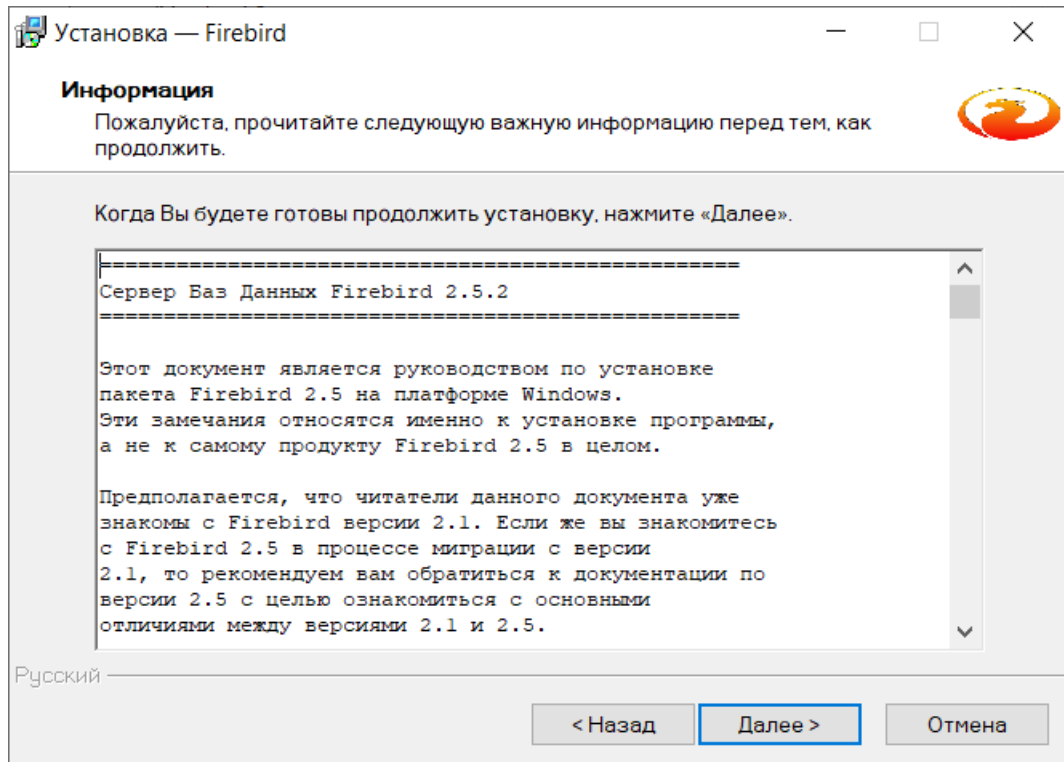 Установка — Firebird
Информация
Пожалуйста, прочитайте следующую важную информацию перед тем, как
продолжить.
Когда Вы будете готовы продолжить установку, нажмите «Далее».
==================================================
Сервер Баз Данных Firebird 2.5.2
==================================================
Этот документ является руководством по установке
пакета Firebird 2.5 на платформе Windows.
Эти замечания относятся именно к установке программы,
а не к самому продукту Firebird 2.5 в целом.
Предполагается, что читатели данного документа уже
знакомы с Firebird версии 2.1. Если же вы знакомитесь
с Firebird 2.5 в процессе миграции с версии
2.1, то рекомендуем вам обратиться к документации по
версии 2.5 с целью ознакомиться с основными
отличиями между версиями 2.1 и 2.5.
Русский
< Назад
Далее >
Отмена